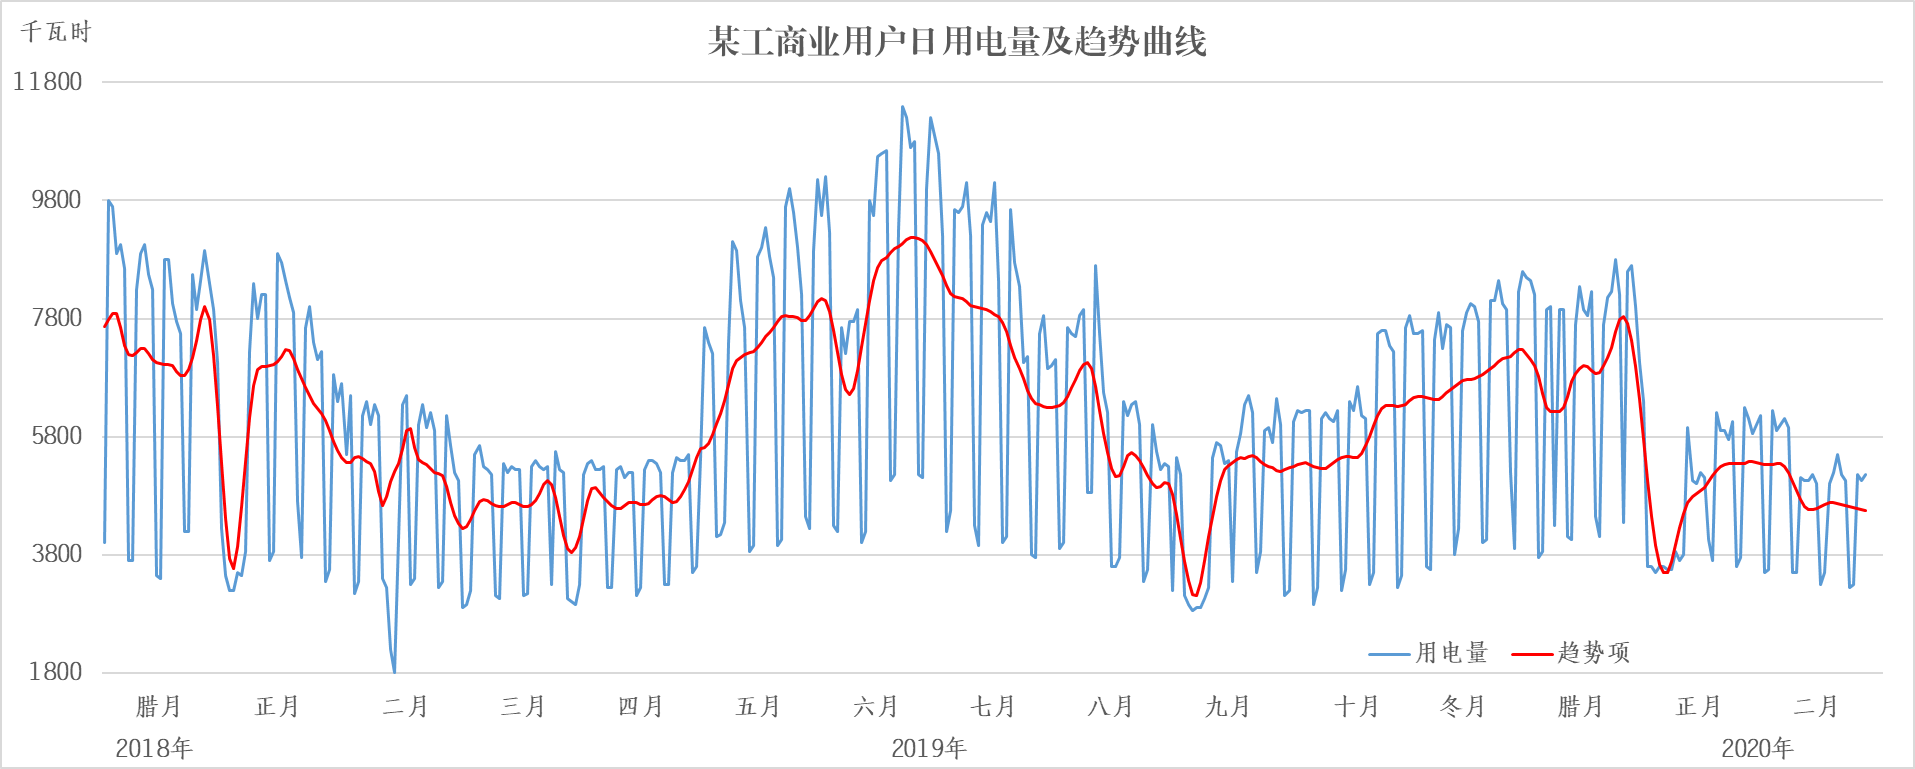 千瓦时
某工商业用户日用电量及趋势曲线
11800
9800
7800
5800
3800
1800
用电量 趋势项
腊月 正月 二月 三月 四月 五月 六月 七月 八月 九月 十月 冬月 腊月 正月 二月
2018年 2019年 2020年